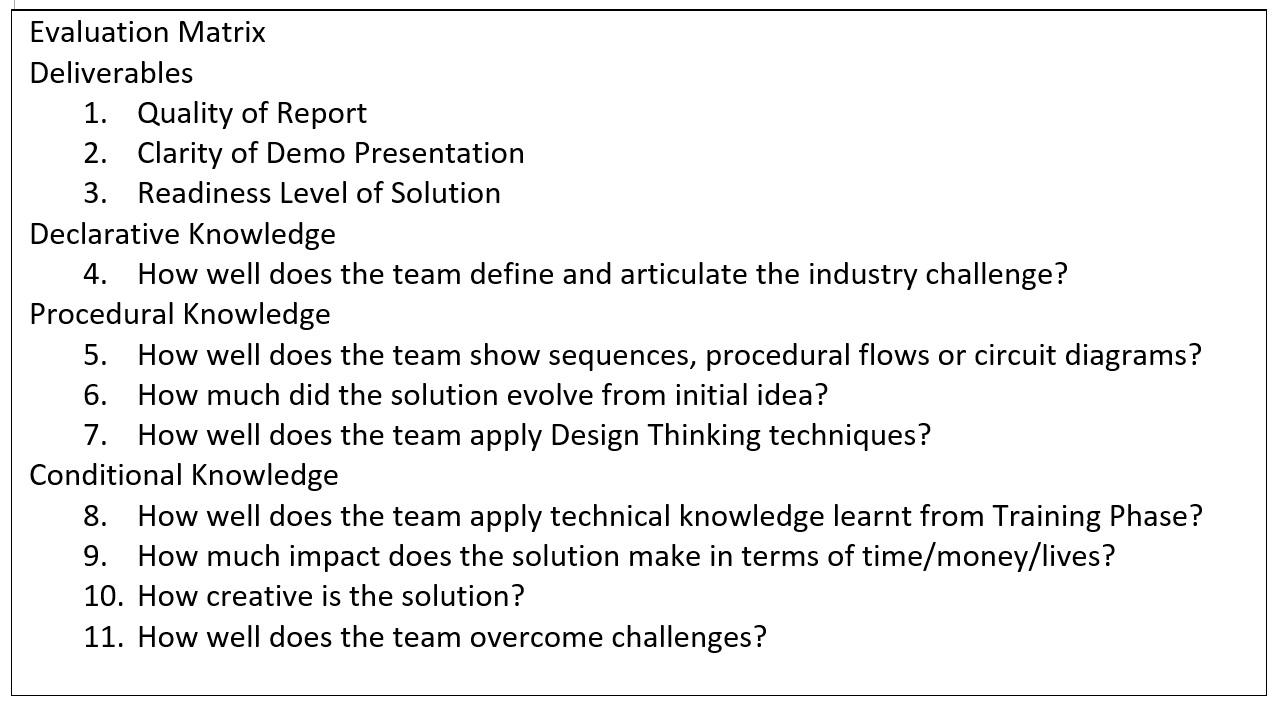 Evaluation Matrix
Deliverables
1. Quality of Report
2. Clarity of Demo Presentation
3. Readiness Level of Solution
Declarative Knowledge
4. How well does the team define and articulate the industry challenge?
Procedural Knowledge
5. How well does the team show sequences, procedural flows or circuit diagrams?
6. How much did the solution evolve from initial idea?
7. How well does the team apply Design Thinking techniques?
Conditional Knowledge
8. How well does the team apply technical knowledge learnt from Training Phase?
9. How much impact does the solution make in terms of time/money/lives?
10. How creative is the solution?
11. How well does the team overcome challenges?